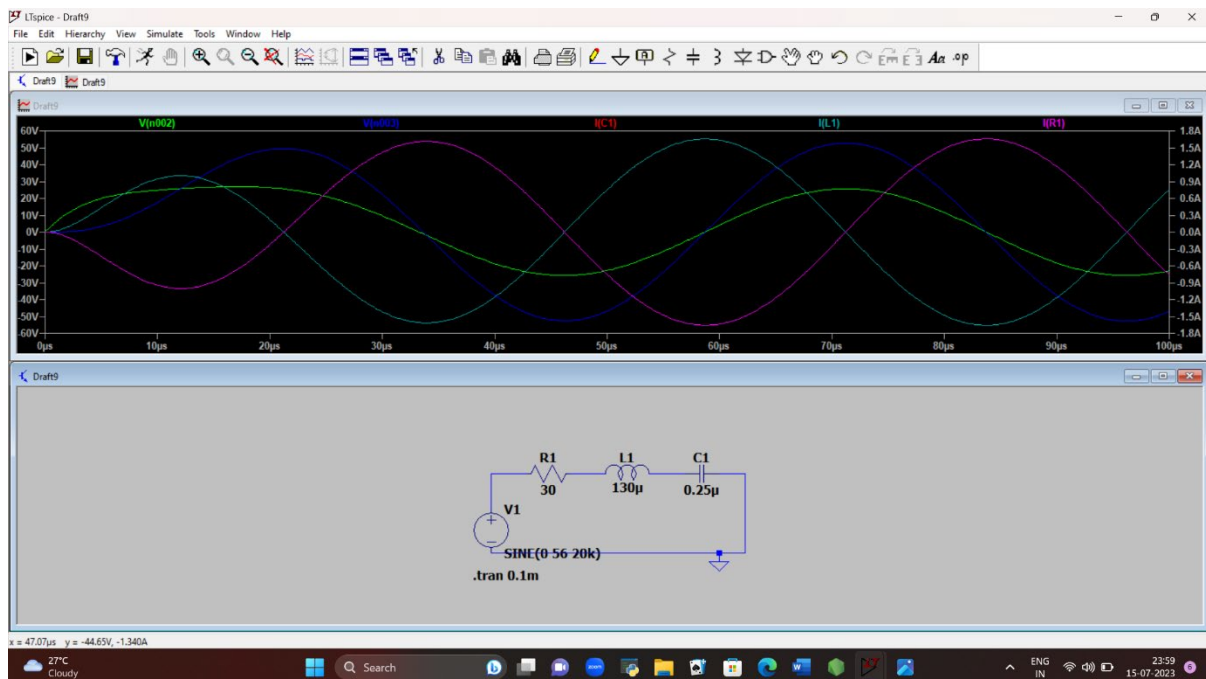 LTspice - Draft9
File Edit Hierarchy View Simulate Tools Window Help
Aa .op
Draft9 Draft9
Draft9
V(n002) V(n003) I(C1) I(L1) I(R1)
60V 1.8A
50V 1.5A
40V 1.2A
30V 0.9A
20V 0.6A
10V 0.3A
0V 0.0A
-10V -0.3A
-20V -0.6A
-30V -0.9A
-40V -1.2A
-50V -1.5A
-60V -1.8A
0µs 10µs 20µs 30µs 40µs 50µs 60µs 70µs 80µs 90µs 100µs
Draft9
R1 L1 C1
30 130µ 0.25µ
V1
SINE(0 56 20k)
.tran 0.1m
x = 47.07µs y = -44.65V, -1.340A
27°C
Cloudy
Search
ENG
IN
23:59
15-07-2023
6